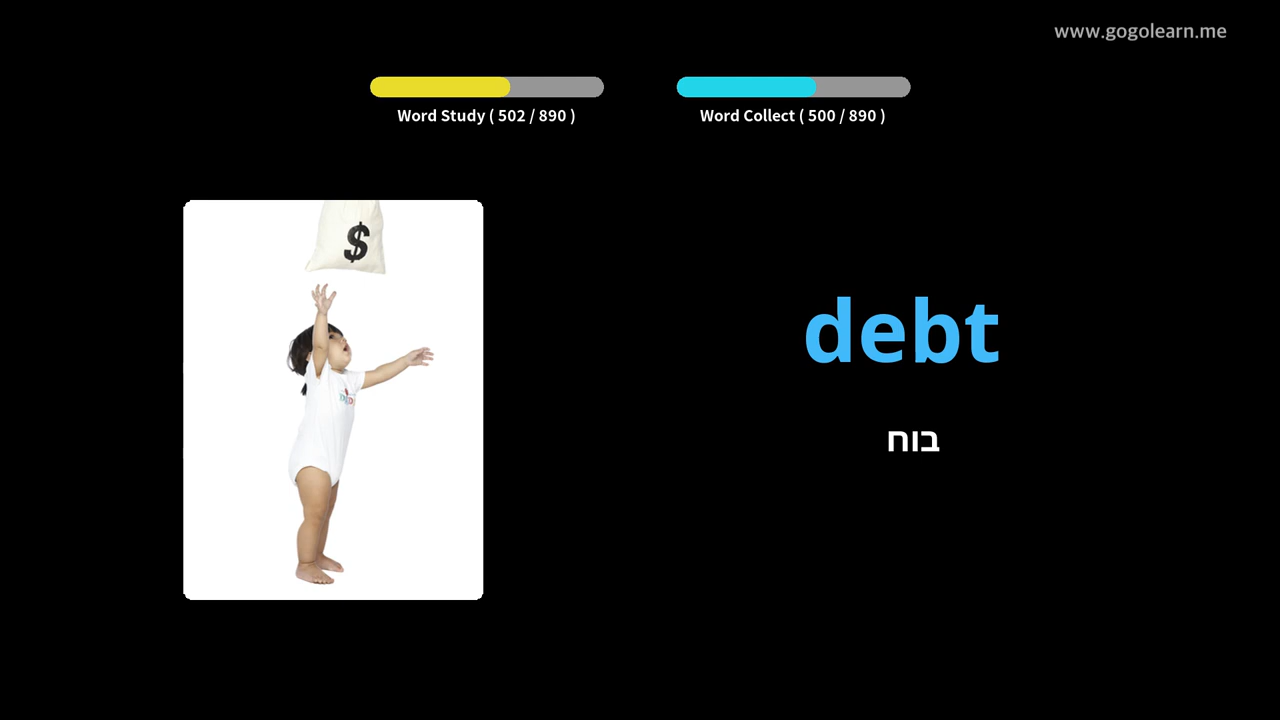 www.gogolearn.me
Word Study ( 502 / 890 )
Word Collect ( 500 / 890 )
$
debt
בוח